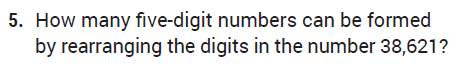 5. How many five-digit numbers can be formed
by rearranging the digits in the number 38,621?